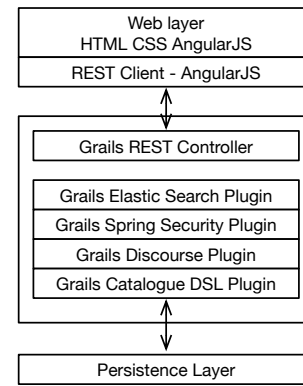 Web layer
HTML CSS AngularJS
REST Client - AngularJS
Grails REST Controller
Grails Elastic Search Plugin
Grails Spring Security Plugin
Grails Discourse Plugin
Grails Catalogue DSL Plugin
Persistence Layer